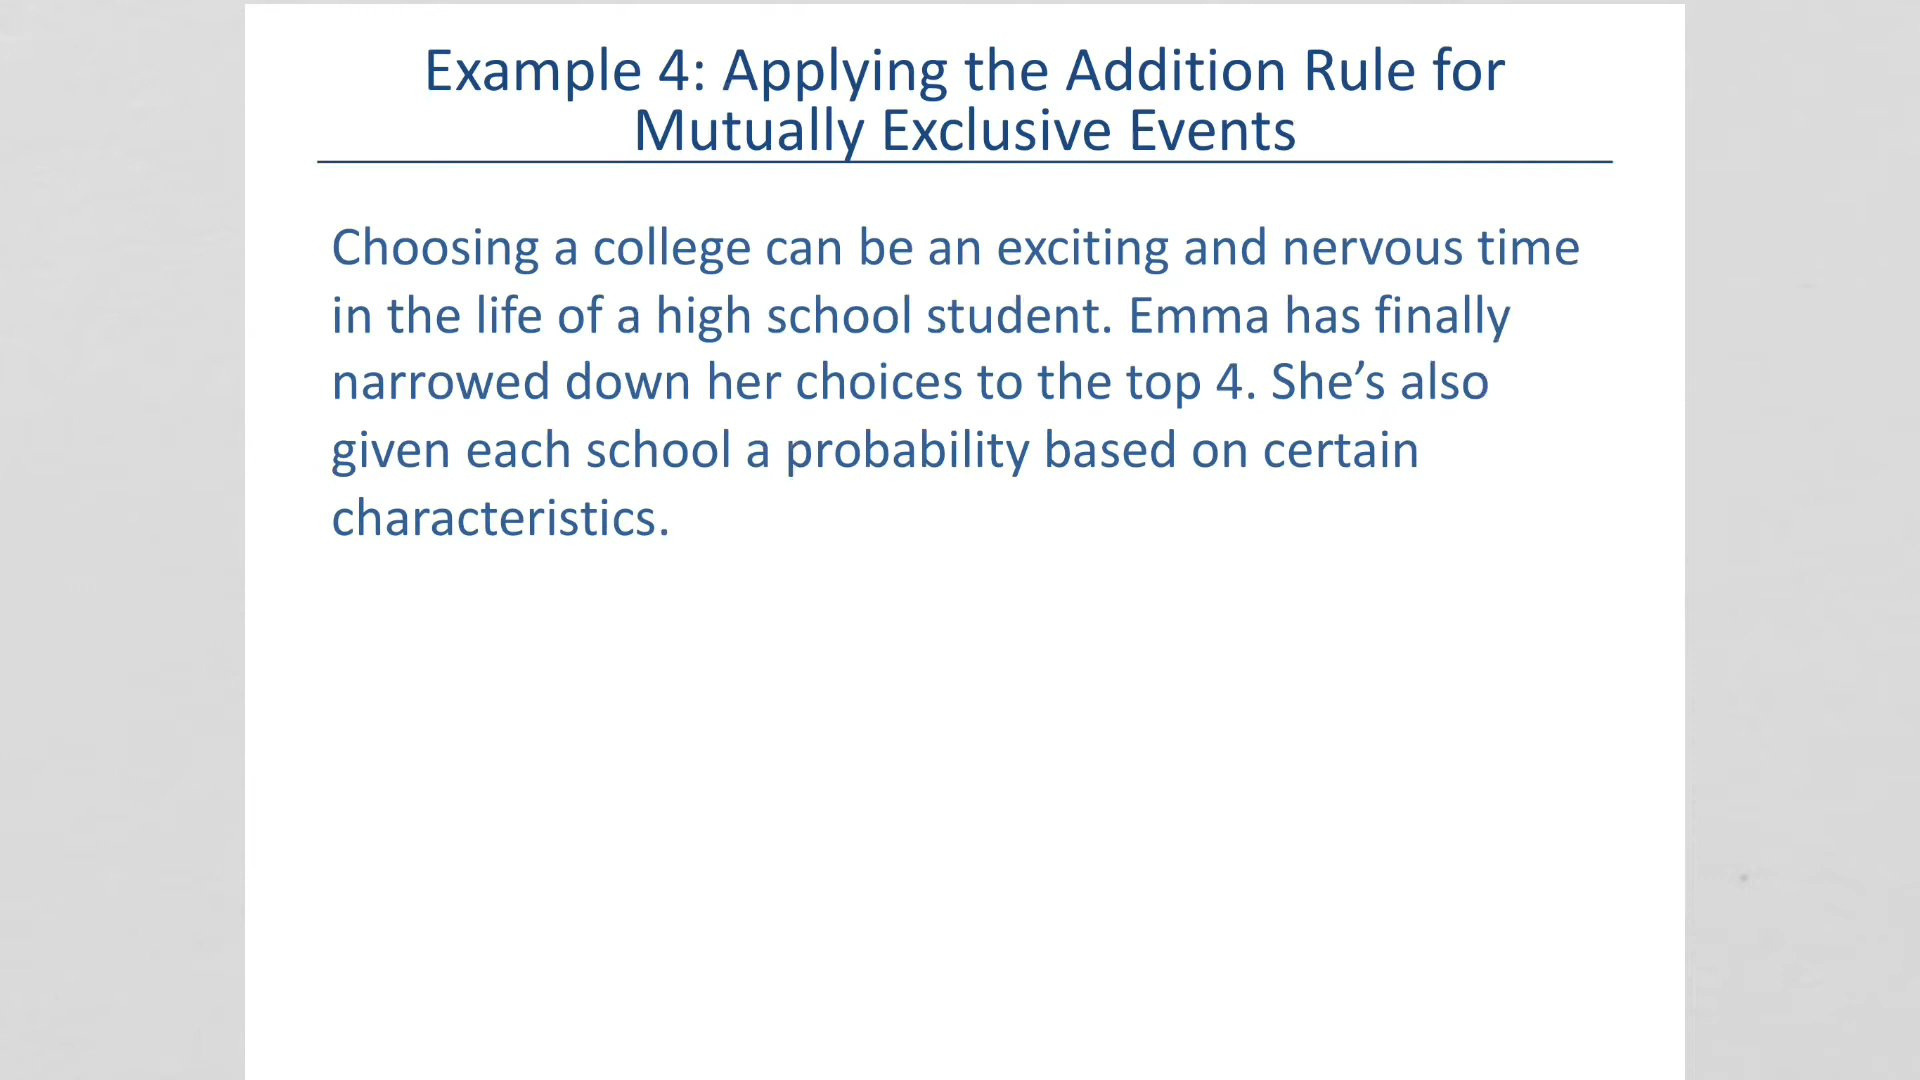 Example 4: Applying the Addition Rule for
Mutually Exclusive Events
Choosing a college can be an exciting and nervous time
in the life of a high school student. Emma has finally
narrowed down her choices to the top 4. She’s also
given each school a probability based on certain
characteristics.